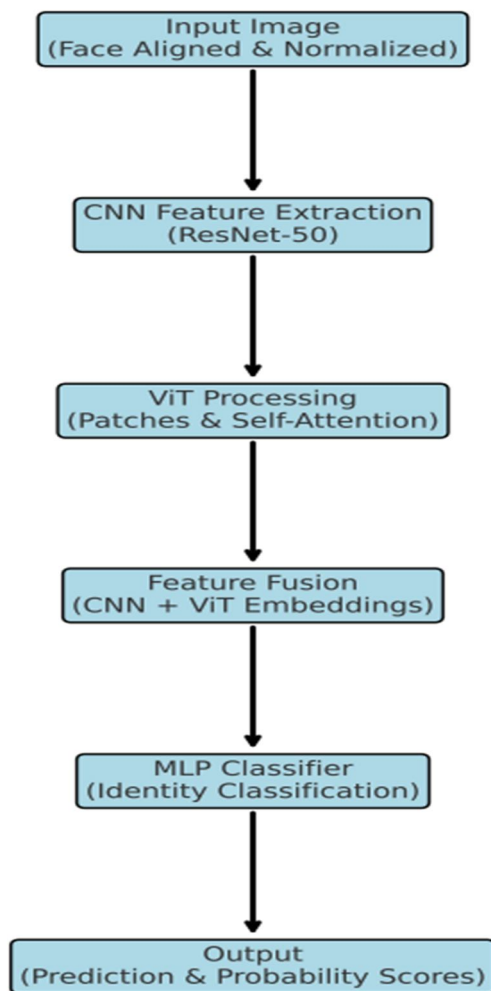 Input Image
(Face Aligned & Normalized)
CNN Feature Extraction
(ResNet-50)
ViT Processing
(Patches & Self-Attention)
Feature Fusion
(CNN + ViT Embeddings)
MLP Classifier
(Identity Classification)
Output
(Prediction & Probability Scores)